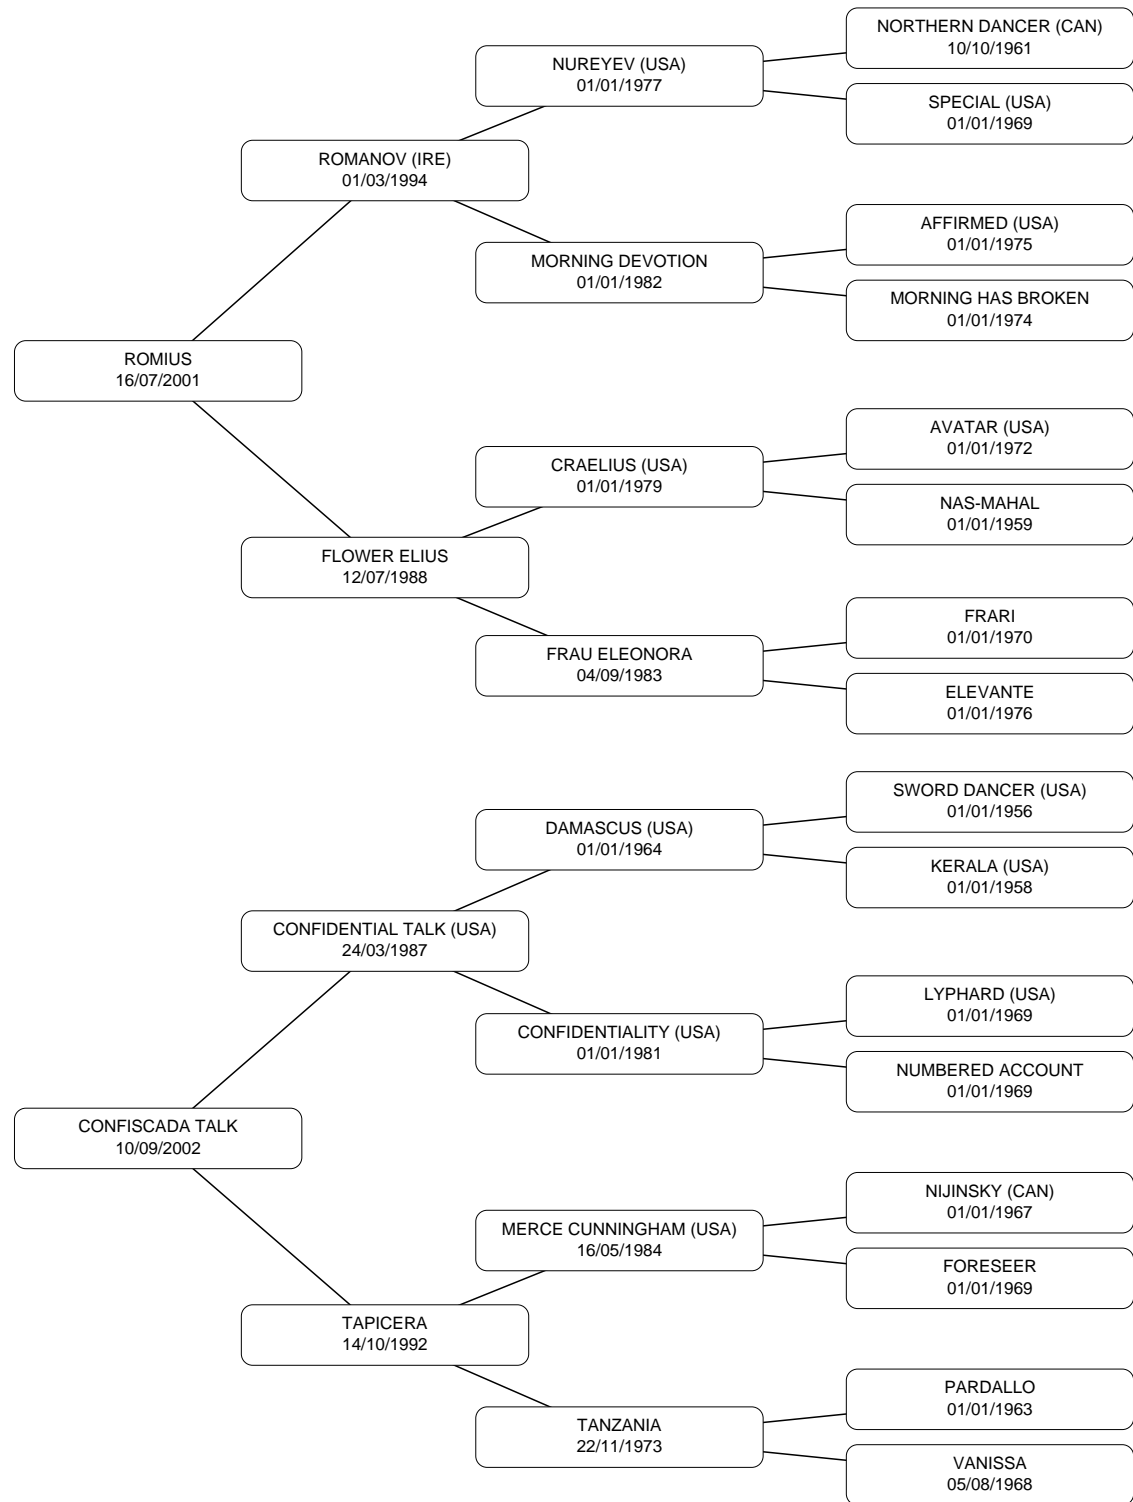 NORTHERN DANCER (CAN)
10/10/1961
NUREYEV (USA)
01/01/1977
SPECIAL (USA)
01/01/1969
ROMANOV (IRE)
01/03/1994
AFFIRMED (USA)
01/01/1975
MORNING DEVOTION
01/01/1982
MORNING HAS BROKEN
01/01/1974
ROMIUS
16/07/2001
AVATAR (USA)
01/01/1972
CRAELIUS (USA)
01/01/1979
NAS-MAHAL
01/01/1959
FLOWER ELIUS
12/07/1988
FRARI
01/01/1970
FRAU ELEONORA
04/09/1983
ELEVANTE
01/01/1976
SWORD DANCER (USA)
01/01/1956
DAMASCUS (USA)
01/01/1964
KERALA (USA)
01/01/1958
CONFIDENTIAL TALK (USA)
24/03/1987
LYPHARD (USA)
01/01/1969
CONFIDENTIALITY (USA)
01/01/1981
NUMBERED ACCOUNT
01/01/1969
CONFISCADA TALK
10/09/2002
NIJINSKY (CAN)
01/01/1967
MERCE CUNNINGHAM (USA)
16/05/1984
FORESEER
01/01/1969
TAPICERA
14/10/1992
PARDALLO
01/01/1963
TANZANIA
22/11/1973
VANISSA
05/08/1968